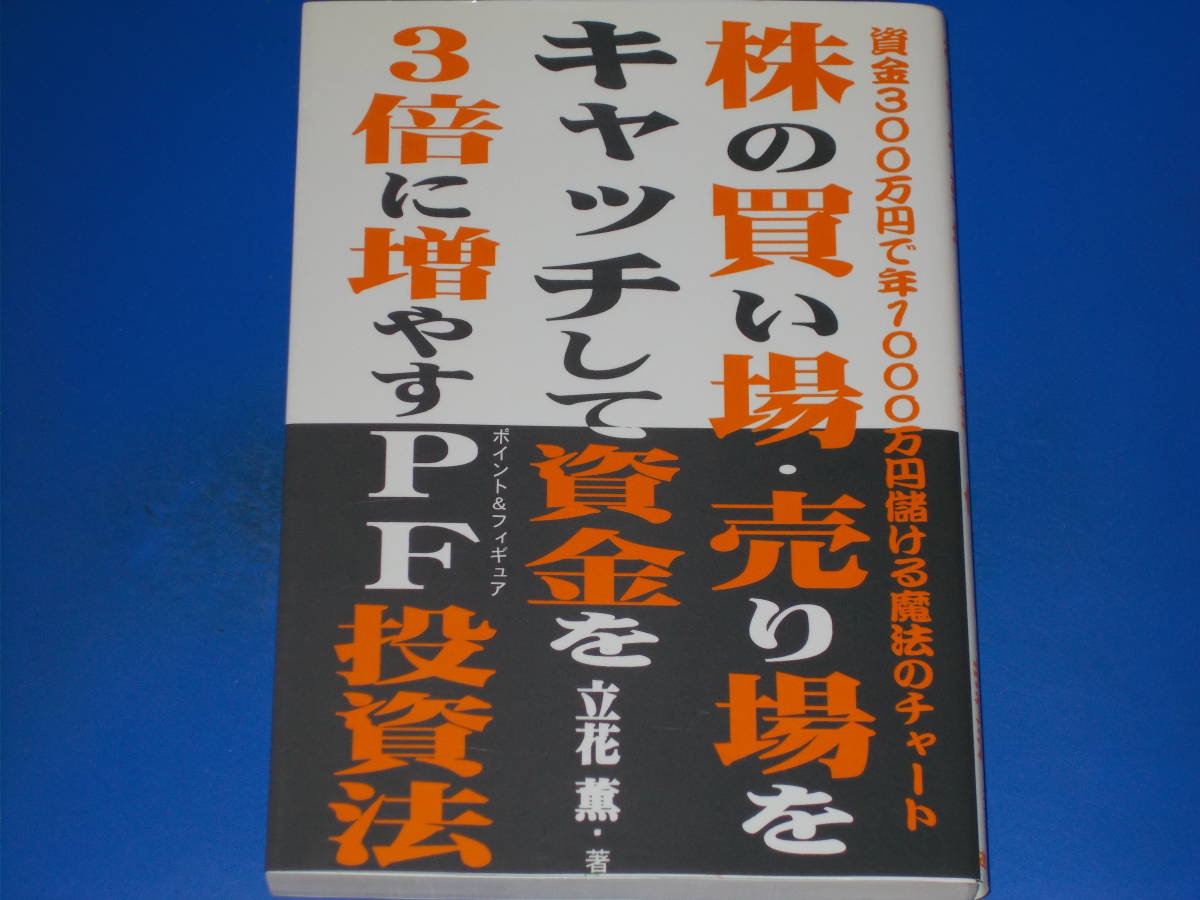 資金300万円で年1000万円儲ける魔法のチャート
株の買い場・売り場を
キャッチして資金を
3倍に増やすPF投資法
ポイント&フィギュア
立花 薫・著